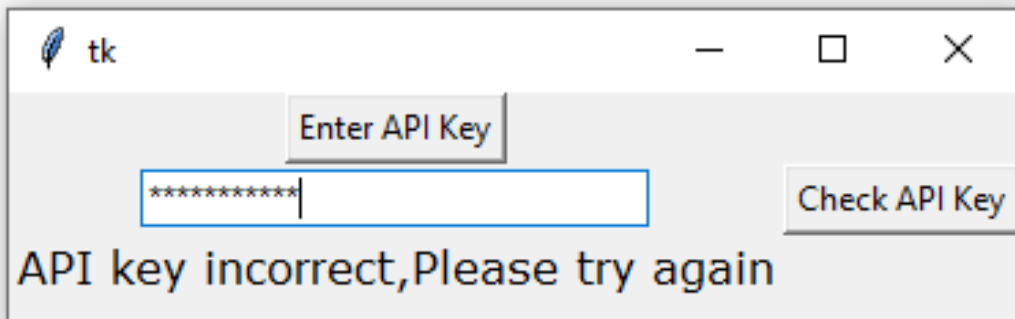 tk
Enter API Key
***********
Check API Key
API key incorrect,Please try again